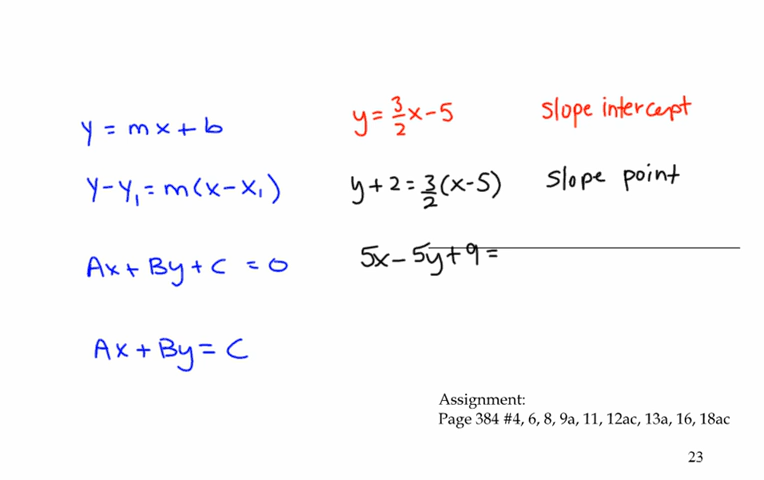 y = mx + b y = 3/2 x - 5 slope intercept
y - y₁ = m(x - x₁) y + 2 = 3/2 (x - 5) slope point
Ax + By + C = 0 5x - 5y + 9 =
Ax + By = C
Assignment:
Page 384 #4, 6, 8, 9a, 11, 12ac, 13a, 16, 18ac
23